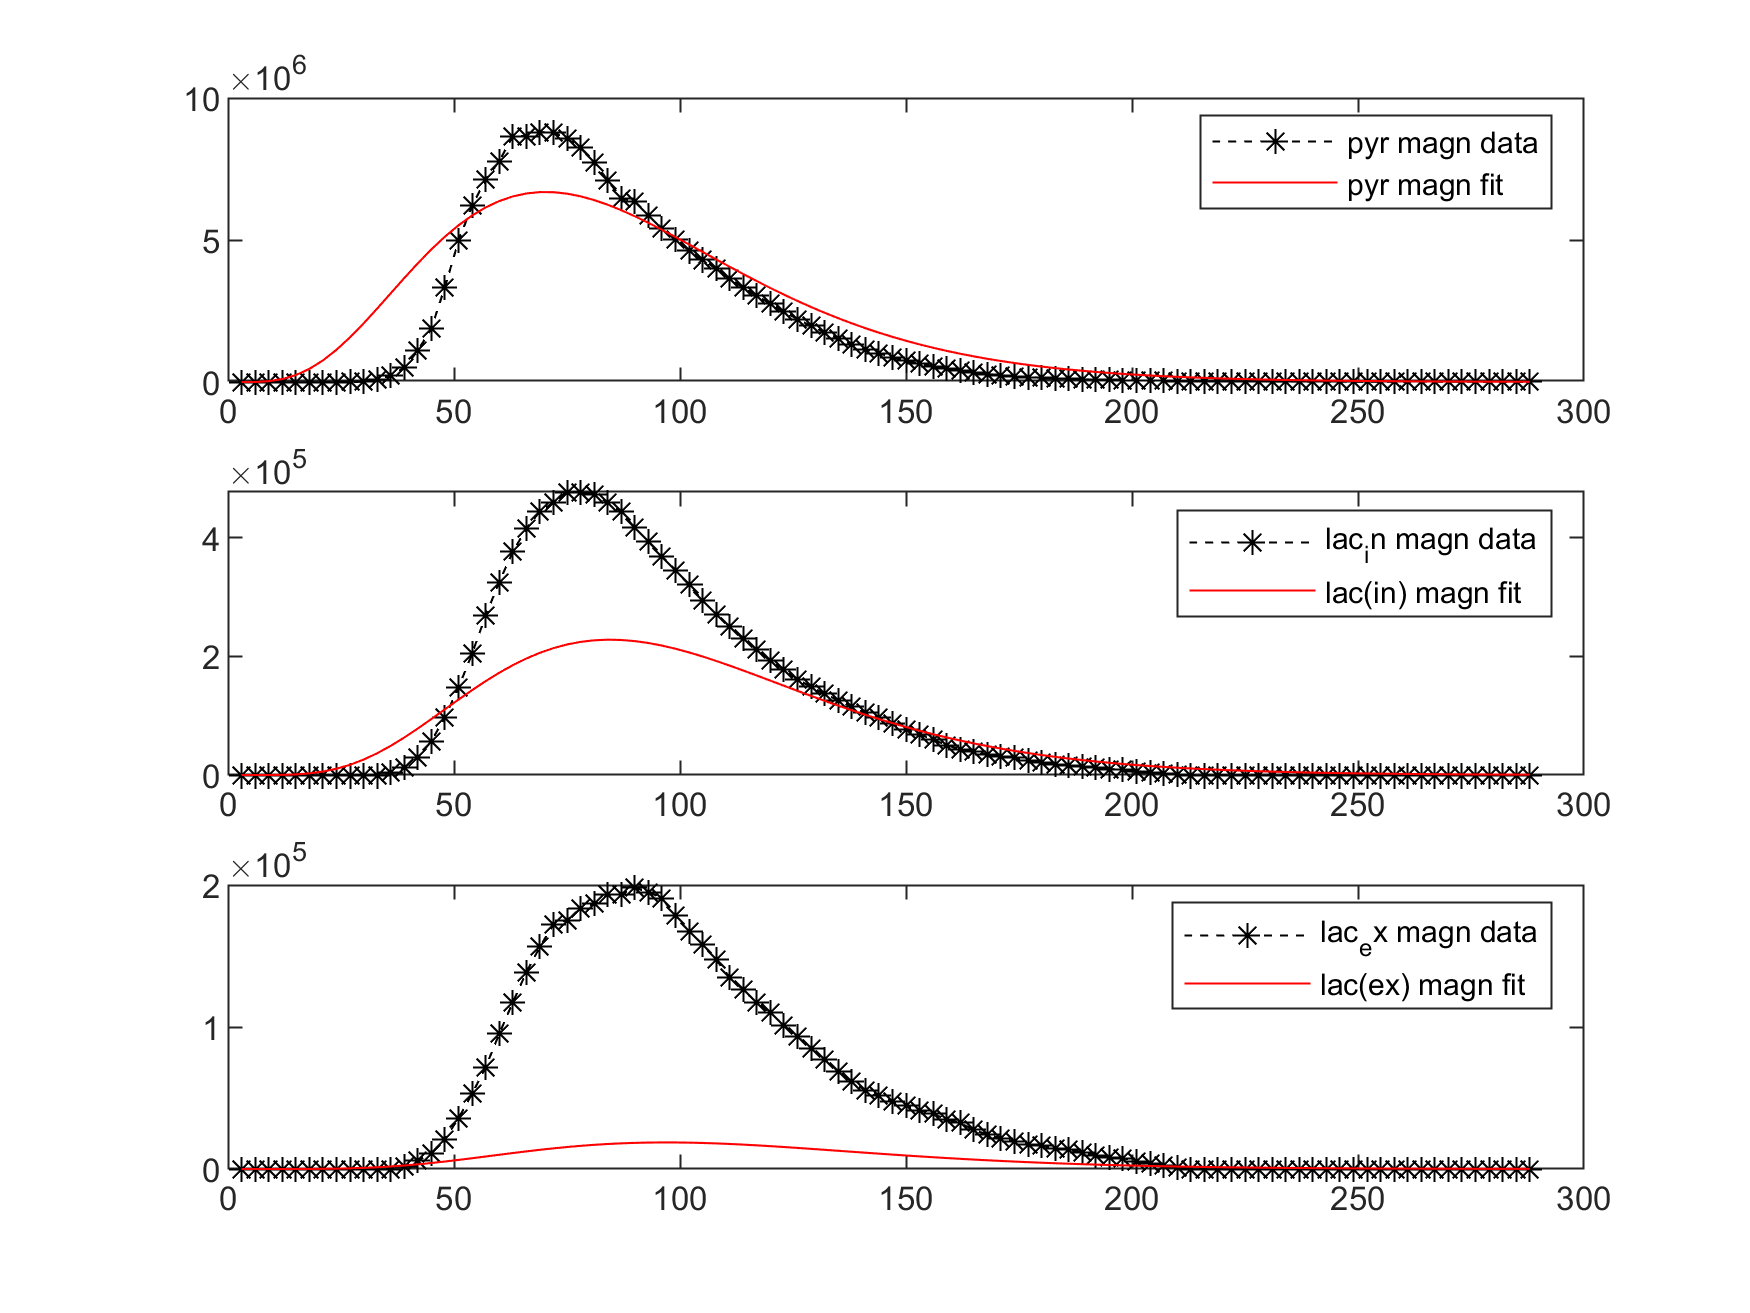 ×10^6
10
5
0
0 50 100 150 200 250 300
pyr magn data
pyr magn fit
×10^5
4
2
0
0 50 100 150 200 250 300
lac_in magn data
lac(in) magn fit
×10^5
2
1
0
0 50 100 150 200 250 300
lac_ex magn data
lac(ex) magn fit